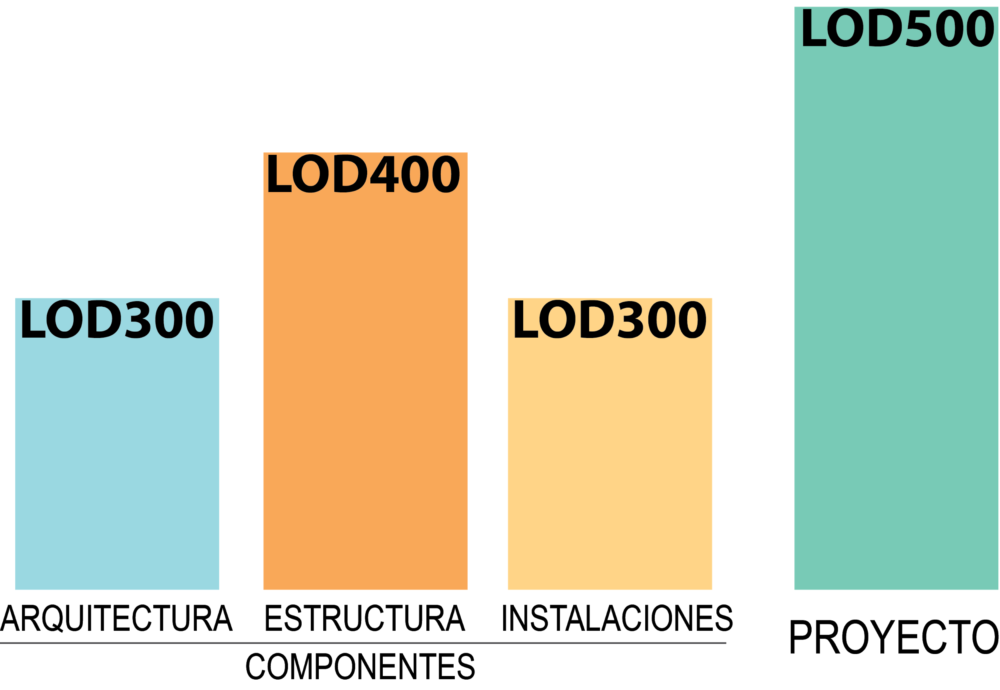 LOD500
LOD400
LOD300
LOD300
ARQUITECTURA
ESTRUCTURA
INSTALACIONES
PROYECTO
COMPONENTES